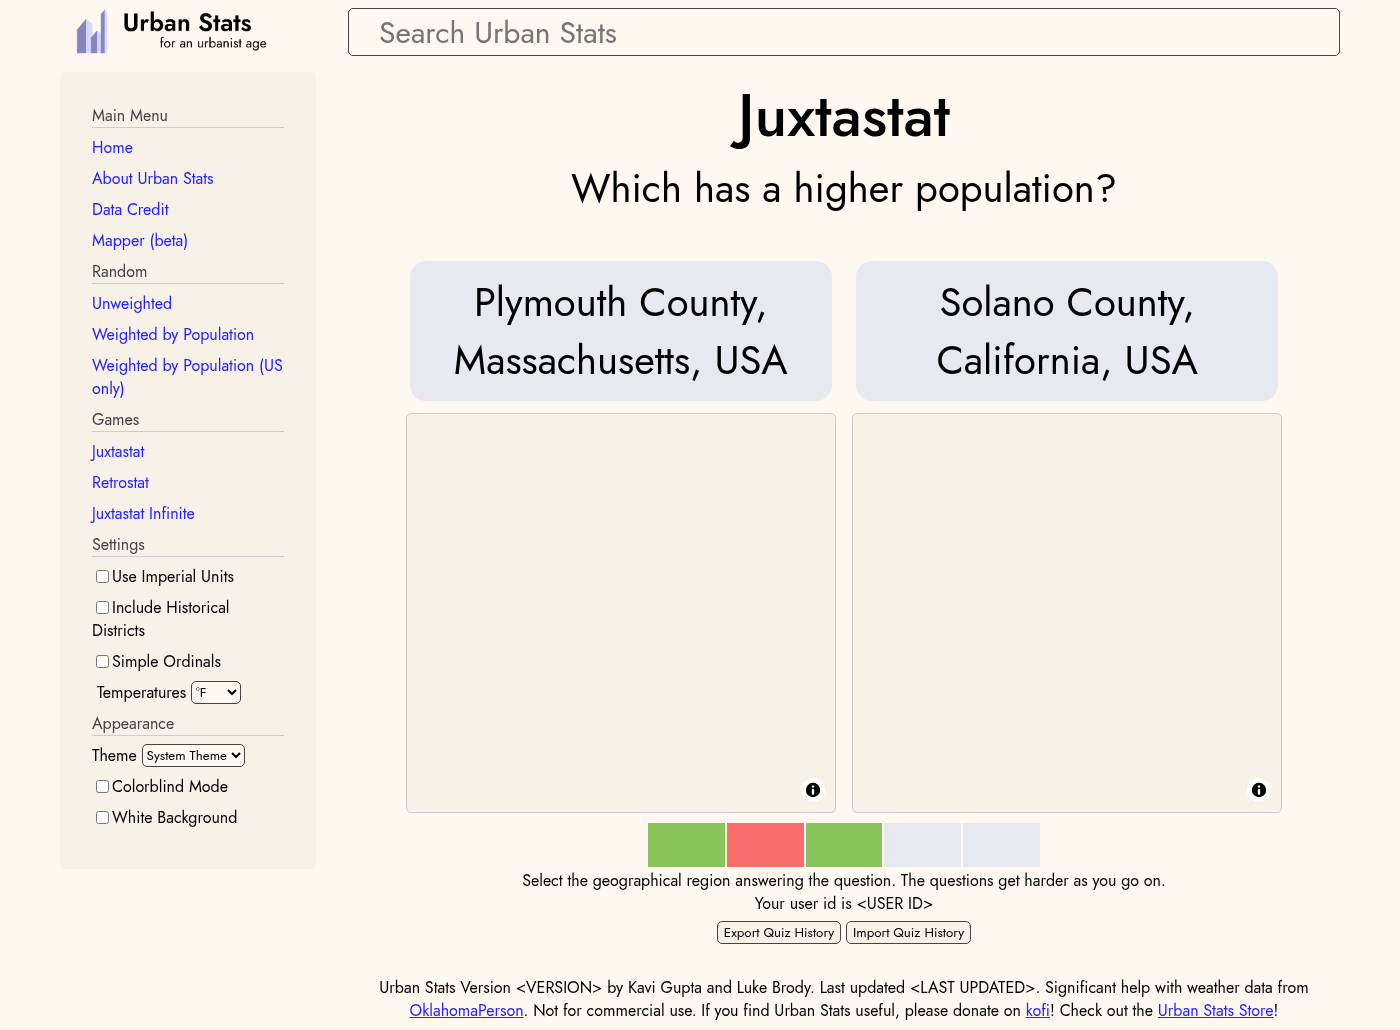 Urban Stats
for an urbanist age
Search Urban Stats
Main Menu
Home
About Urban Stats
Data Credit
Mapper (beta)
Random
Unweighted
Weighted by Population
Weighted by Population (US
only)
Games
Juxtastat
Retrostat
Juxtastat Infinite
Settings
Use Imperial Units
Include Historical
Districts
Simple Ordinals
Temperatures °F
Appearance
Theme System Theme
Colorblind Mode
White Background
Juxtastat
Which has a higher population?
Plymouth County,
Massachusetts, USA
Solano County,
California, USA
Select the geographical region answering the question. The questions get harder as you go on.
Your user id is <USER ID>
Export Quiz History Import Quiz History
Urban Stats Version <VERSION> by Kavi Gupta and Luke Brody. Last updated <LAST UPDATED>. Significant help with weather data from
OklahomaPerson. Not for commercial use. If you find Urban Stats useful, please donate on kofi! Check out the Urban Stats Store!